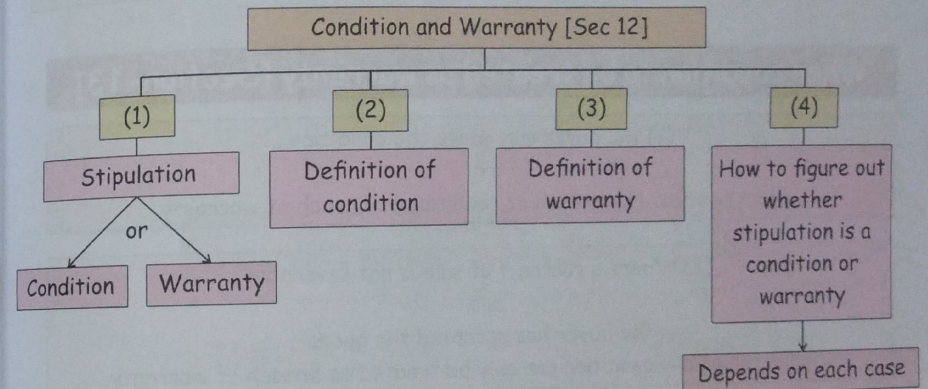 Condition and Warranty [Sec 12]
(1)
(2)
(3)
(4)
Stipulation
or
Condition
Warranty
Definition of
condition
Definition of
warranty
How to figure out
whether
stipulation is a
condition or
warranty
Depends on each case